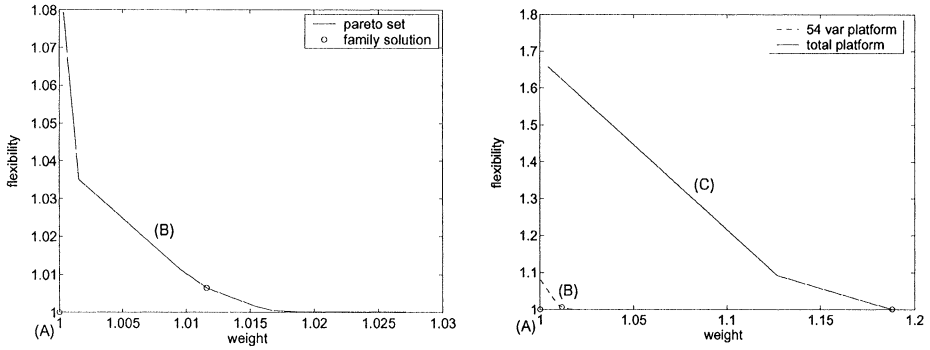 1.08
1.07
1.06
1.05
1.04
1.03
1.02
1.01
1
flexibility
pareto set
family solution
(B)
(A)
1
1.005
1.01
1.015
1.02
1.025
1.03
weight
1.8
1.7
1.6
1.5
1.4
1.3
1.2
1.1
1
flexibility
54 var platform
total platform
(C)
(B)
(A)
1
1.05
1.1
1.15
1.2
weight